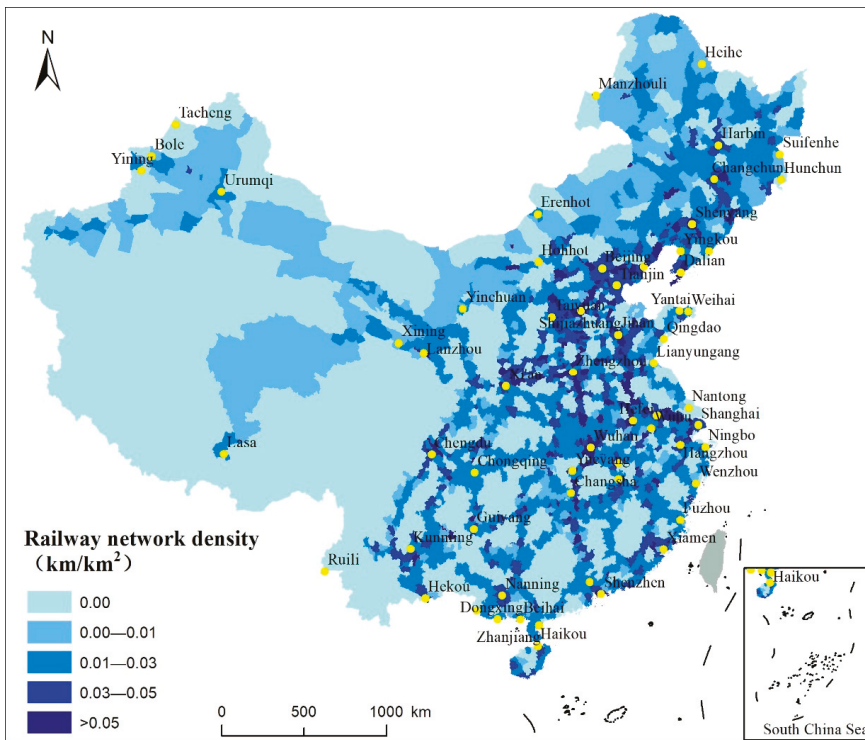 N
Heihe
Manzhouli
Tacheng
Harbin
Suifenhe
Bole
Yining
Changchun
Hunchun
Urumqi
Erenhot
Shenyang
Yingkou
Hohhot
Beijing
Dalian
Tianjin
Yinchuan
Taiyuan
Yantai
Weihai
Shijiazhuang
Jinan
Qingdao
Xining
Lanzhou
Lianyungang
Zhengzhou
Xi'an
Nantong
Hefei
Wuhu
Shanghai
Lasa
Chengdu
Wuhan
Ningbo
Hangzhou
Chongqing
Yueyang
Changsha
Wenzhou
Guiyang
Fuzhou
Kunming
Xiamen
Ruili
Hekou
Nanning
Shenzhen
Dongxing
Beihai
Zhanjiang
Haikou
Railway network density
(km/km²)
0.00
0.00—0.01
0.01—0.03
0.03—0.05
>0.05
0 500 1000 km
Haikou
South China Sea